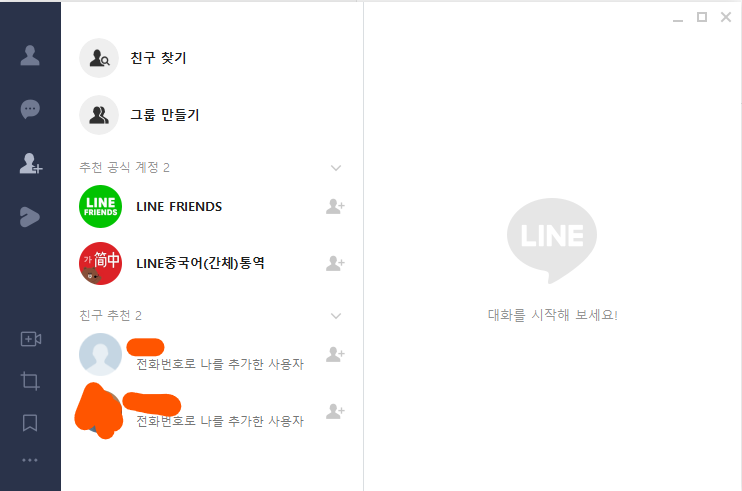 친구 찾기
그룹 만들기
추천 공식 계정 2
LINE FRIENDS
LINE FRIENDS
가 简中
LINE중국어(간체)통역
친구 추천 2
전화번호로 나를 추가한 사용자
전화번호로 나를 추가한 사용자
LINE
대화를 시작해 보세요!